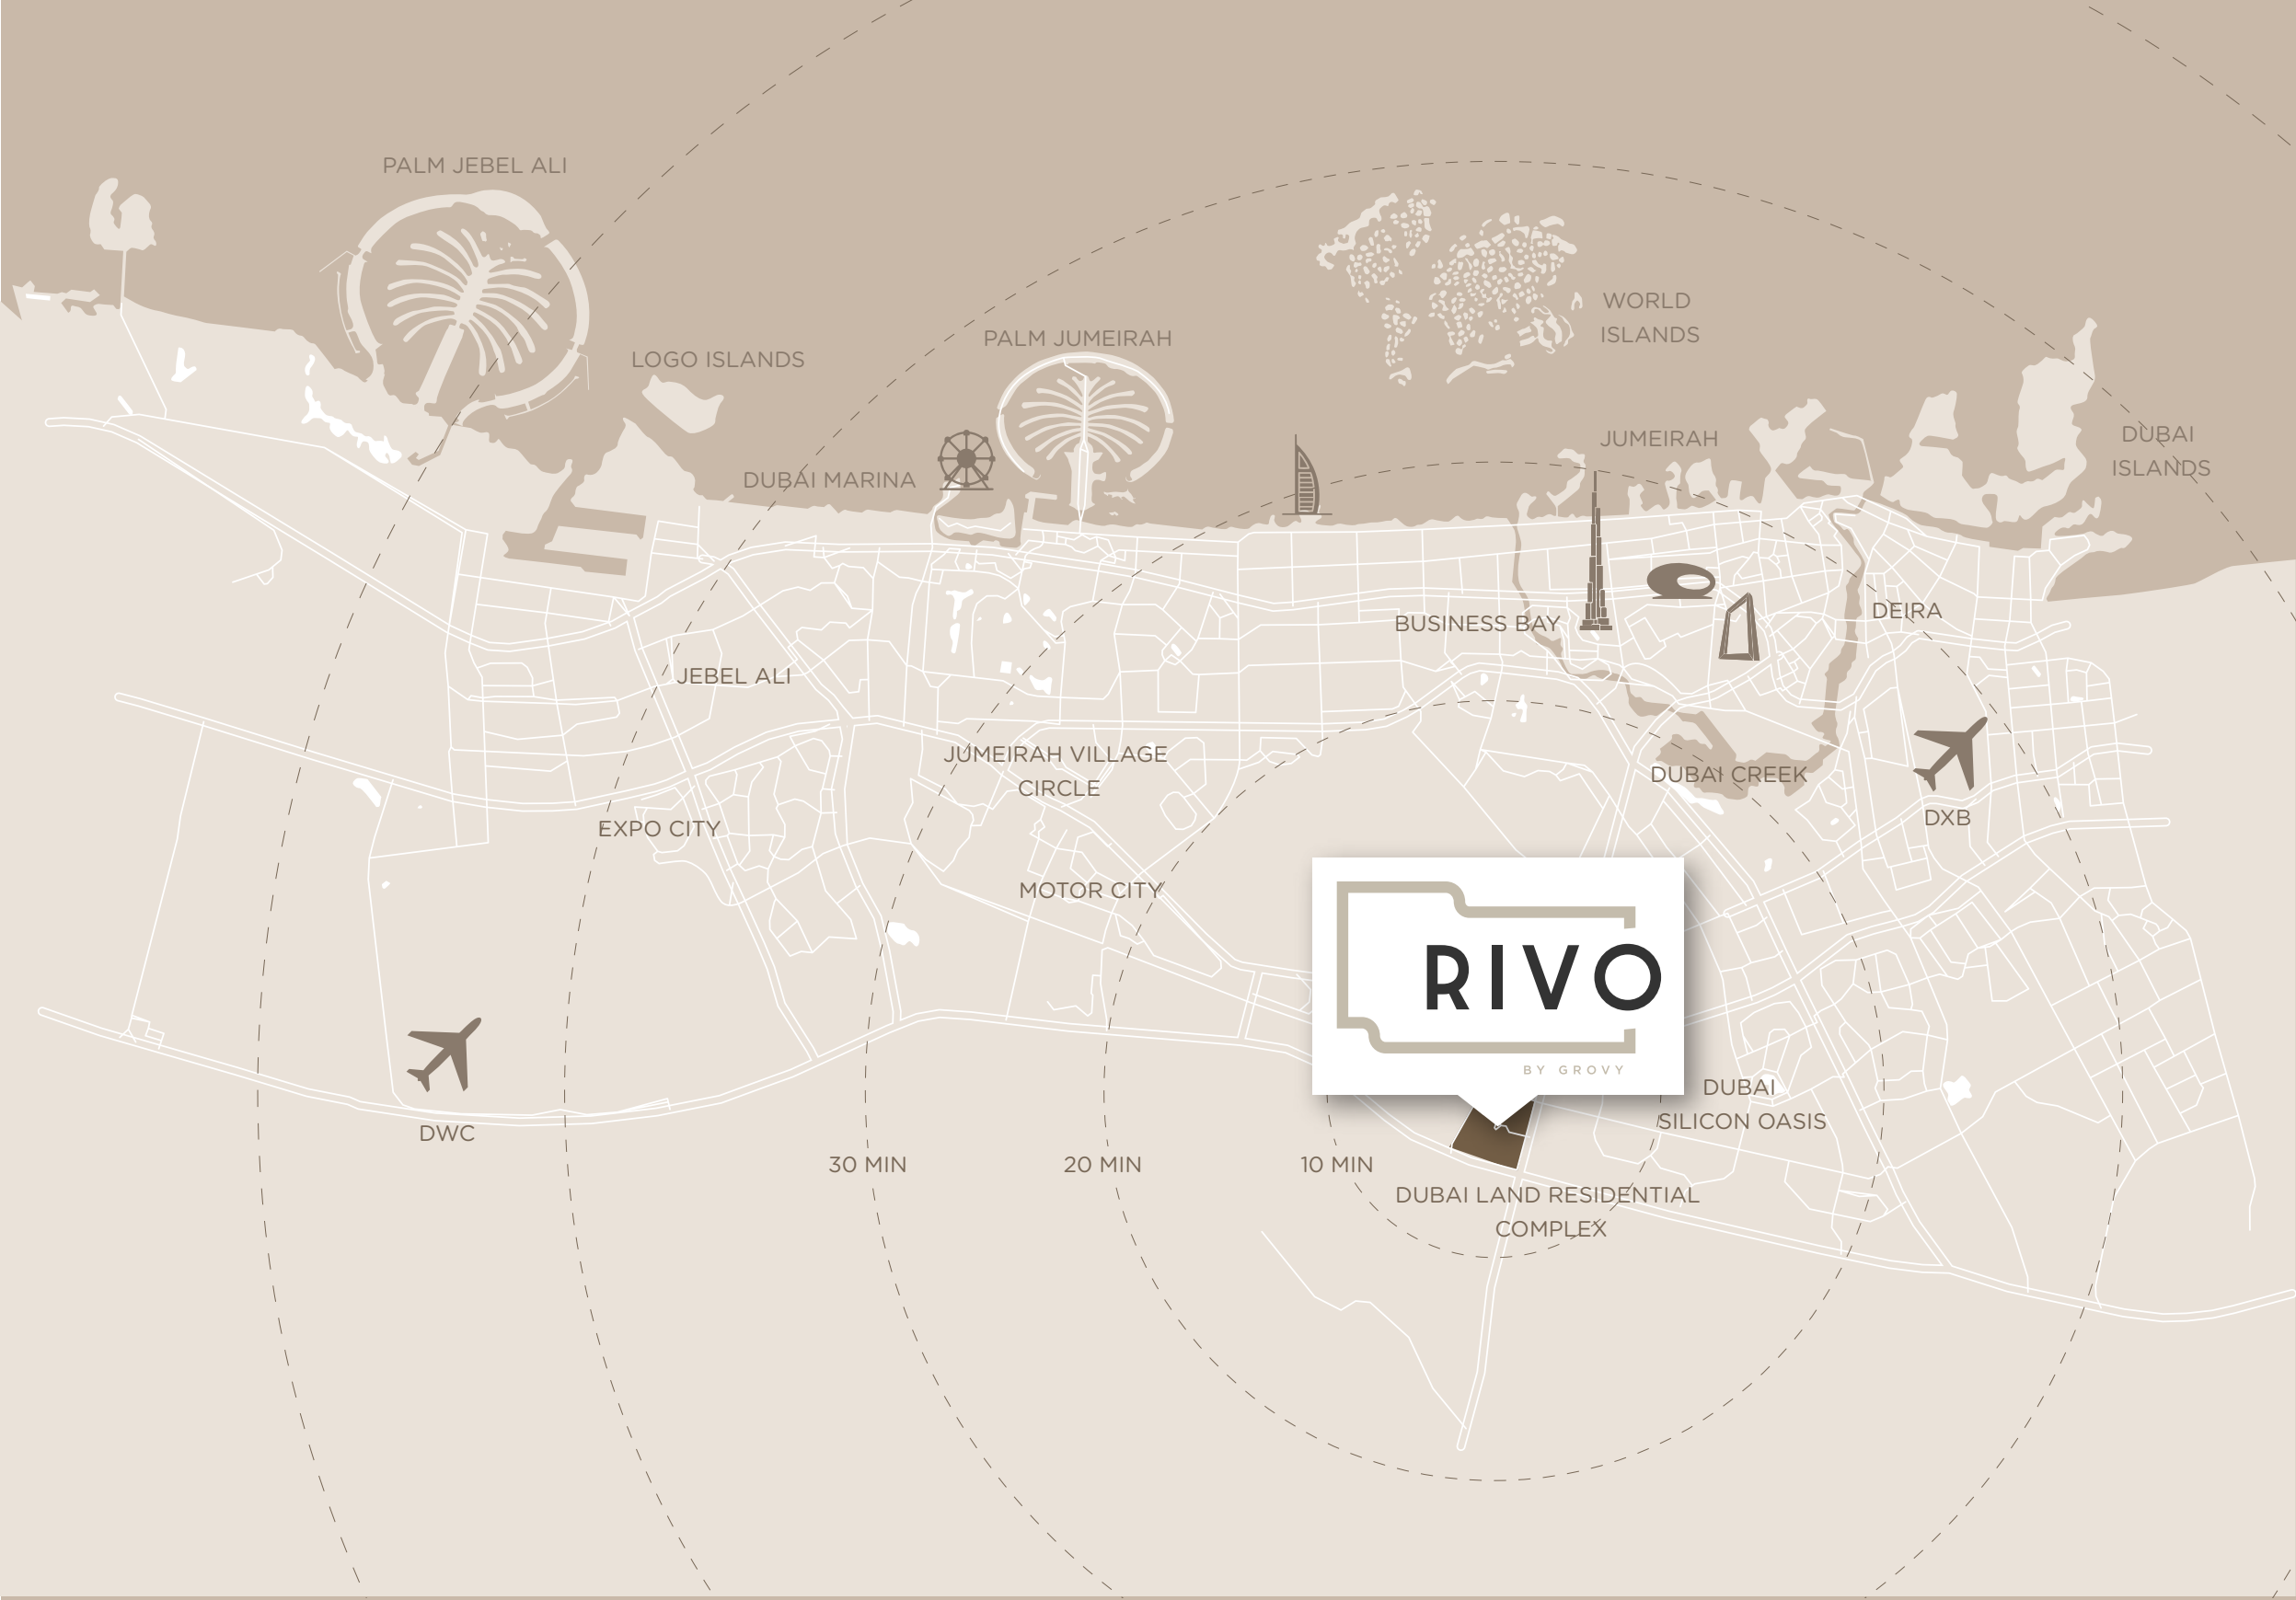 PALM JEBEL ALI
WORLD
ISLANDS
PALM JUMEIRAH
LOGO ISLANDS
JUMEIRAH
DUBAI
ISLANDS
DUBAI MARINA
DEIRA
BUSINESS BAY
JEBEL ALI
JUMEIRAH VILLAGE
CIRCLE
DUBAI CREEK
DXB
EXPO CITY
MOTOR CITY
RIVO
BY GROVY
DUBAI
SILICON OASIS
DWC
30 MIN
20 MIN
10 MIN
DUBAI LAND RESIDENTIAL
COMPLEX